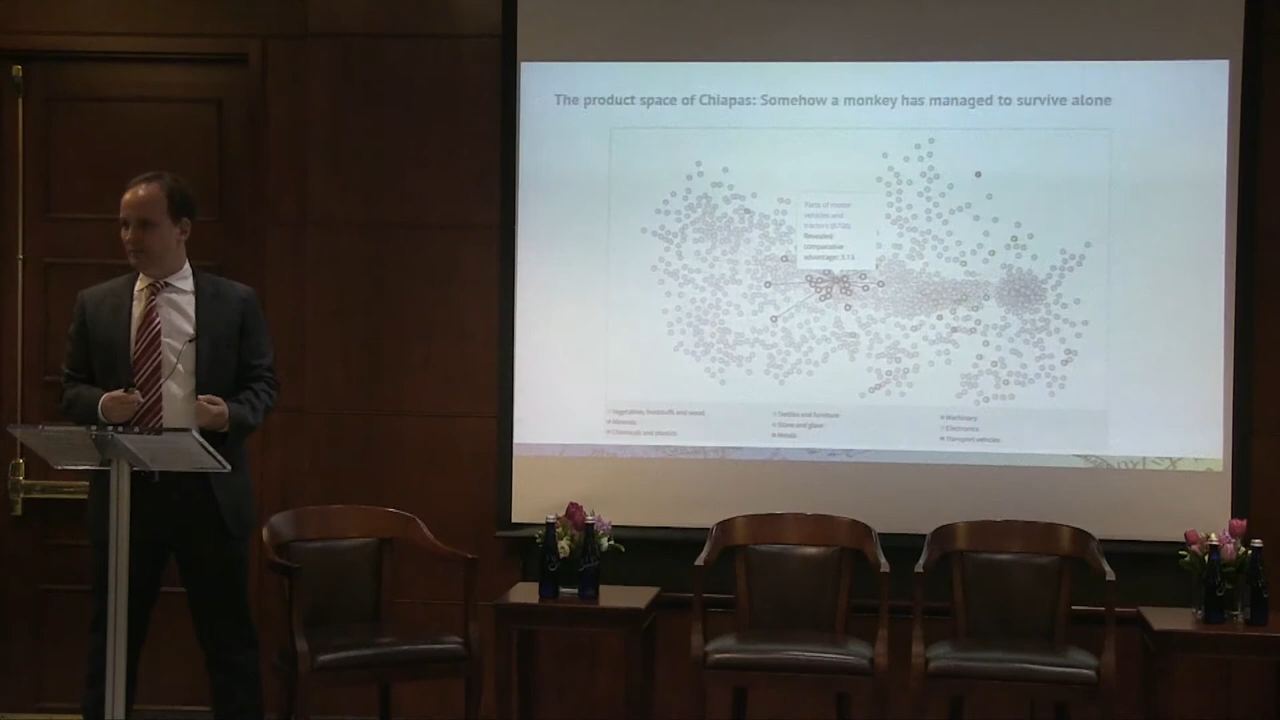 The product space of Chiapas: Somehow a monkey has managed to survive alone
Parts of motor
vehicles and
Revealed
comparative
advantage: 3.13
Vegetables, foodstuffs and wood
Minerals
Chemicals and plastics
Textiles and furniture
Stone and glass
Metals
Machinery
Electronics
Transport vehicles